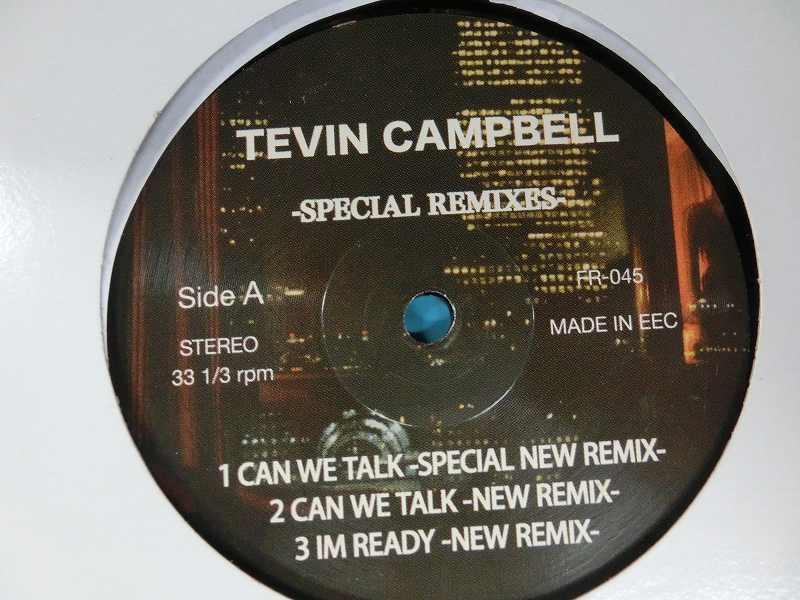 TEVIN CAMPBELL
-SPECIAL REMIXES-
Side A
FR-045
STEREO
MADE IN EEC
33 1/3 rpm
1 CAN WE TALK -SPECIAL NEW REMIX-
2 CAN WE TALK -NEW REMIX-
3 IM READY -NEW REMIX-